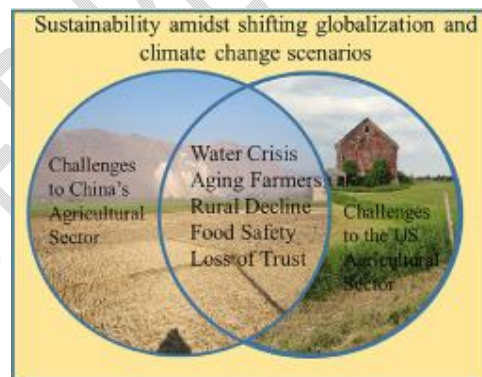 Sustainability amidst shifting globalization and
climate change scenarios
Challenges
to China's
Agricultural
Sector
Water Crisis
Aging Farmers
Rural Decline
Food Safety
Loss of Trust
Challenges
to the US
Agricultural
Sector